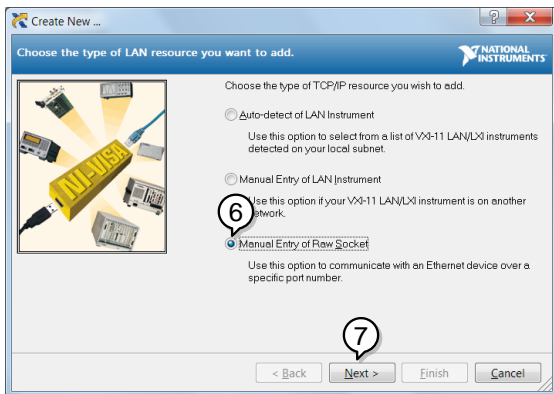 Create New ...
Choose the type of LAN resource you want to add.
NATIONAL
INSTRUMENTS
NI-VISA
Choose the type of TCP/IP resource you wish to add.
Auto-detect of LAN Instrument
Use this option to select from a list of VXI-11 LAN/LXI instruments
detected on your local subnet.
Manual Entry of LAN Instrument
Use this option if your VXI-11 LAN/LXI instrument is on another
network.
6
Manual Entry of Raw Socket
Use this option to communicate with an Ethernet device over a
specific port number.
7
< Back
Next >
Finish
Cancel